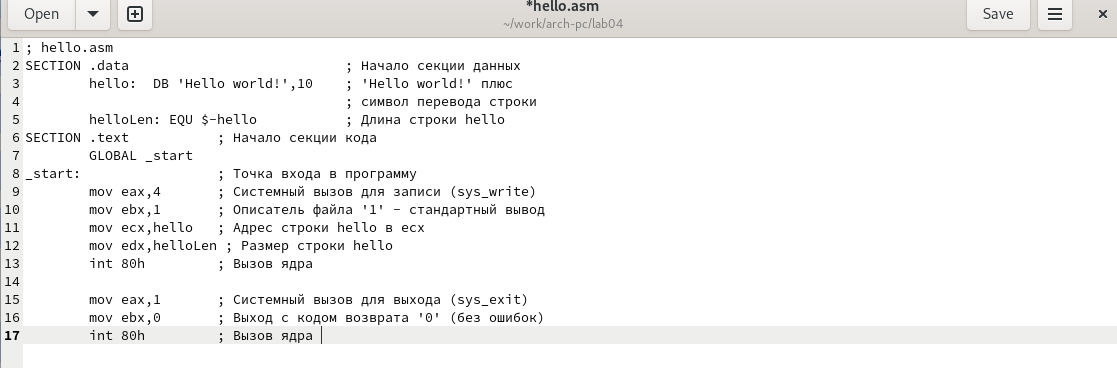 Open
*hello.asm
~/work/arch-pc/lab04
Save
1 ; hello.asm
2 SECTION .data ; Начало секции данных
3 hello: DB 'Hello world!',10 ; 'Hello world!' плюс
4 ; символ перевода строки
5 helloLen: EQU $-hello ; Длина строки hello
6 SECTION .text ; Начало секции кода
7 GLOBAL _start
8 _start: ; Точка входа в программу
9 mov eax,4 ; Системный вызов для записи (sys_write)
10 mov ebx,1 ; Описатель файла '1' - стандартный вывод
11 mov ecx,hello ; Адрес строки hello в ecx
12 mov edx,helloLen ; Размер строки hello
13 int 80h ; Вызов ядра
14
15 mov eax,1 ; Системный вызов для выхода (sys_exit)
16 mov ebx,0 ; Выход с кодом возврата '0' (без ошибок)
17 int 80h ; Вызов ядра